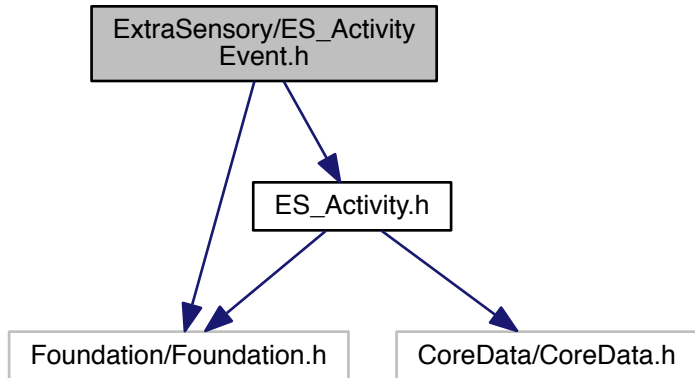 ExtraSensory/ES_Activity
Event.h
ES_Activity.h
Foundation/Foundation.h
CoreData/CoreData.h